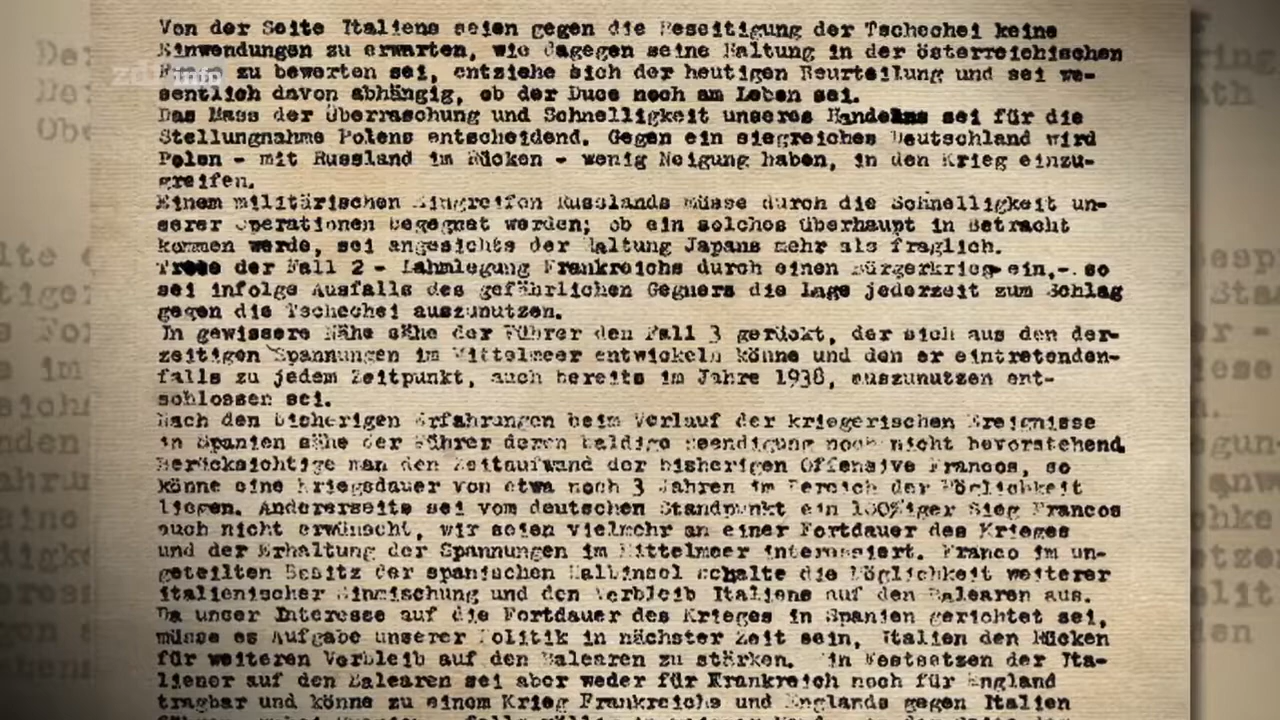 Von der Seite Italiens seien gegen die Beseitigung der Tschechei keine
Einwendungen zu erwarten, wie dagegen seine Haltung in der österreichischen
Frage zu bewerten sei, entziehe sich der heutigen Beurteilung und sei we-
sentlich davon abhängig, ob der Duce noch am Leben sei.
Das Mass der Überraschung und Schnelligkeit unseres Handelns sei für die
Stellungnahme Polens entscheidend. Gegen ein siegreiches Deutschland wird
Polen - mit Russland im Rücken - wenig Neigung haben, in den Krieg einzu-
greifen.
Einem militärischen Eingreifen Russlands müsse durch die Schnelligkeit un-
serer Operationen begegnet werden; ob ein solches überhaupt in Betracht
kommen werde, sei angesichts der Haltung Japans mehr als fraglich.
Trete der Fall 2 - Lahmlegung Frankreichs durch einen Bürgerkrieg - ein,- so
sei infolge Ausfalls des gefährlichen Gegners die Lage jederzeit zum Schlag
gegen die Tschechei auszunutzen.
In gewissere Nähe sähe der Führer den Fall 3 gerückt, der sich aus den der-
zeitigen Spannungen im Mittelmeer entwickeln könne und den er eintretenden-
falls zu jedem Zeitpunkt, auch bereits im Jahre 1938, auszunutzen ent-
schlossen sei.
Nach den bisherigen Erfahrungen beim Verlauf der kriegerischen Ereignisse
in Spanien sähe der Führer deren baldige Beendigung noch nicht bevorstehend.
Berücksichtige man den Zeitaufwand der bisherigen Offensive Francos, so
könne eine Kriegsdauer von etwa noch 3 Jahren im Bereich der Möglichkeit
liegen. Andererseits sei vom deutschen Standpunkt ein 100%iger Sieg Francos
auch nicht erwünscht, wir seien vielmehr an einer Fortdauer des Krieges
und der Erhaltung der Spannungen im Mittelmeer interessiert. Franco im un-
geteilten Besitz der spanischen Halbinsel schalte die Möglichkeit weiterer
italienischer Einmischung und den Verbleib Italiens auf den Balearen aus.
Da unser Interesse auf die Fortdauer des Krieges in Spanien gerichtet sei,
müsse es Aufgabe unserer Politik in nächster Zeit sein, Italien den Rücken
für weiteren Verbleib auf den Balearen zu stärken. Ein Festsetzen der Ita-
liener auf den Balearen sei aber weder für Frankreich noch für England
tragbar und könne zu einem Krieg Frankreichs und Englands gegen Italien